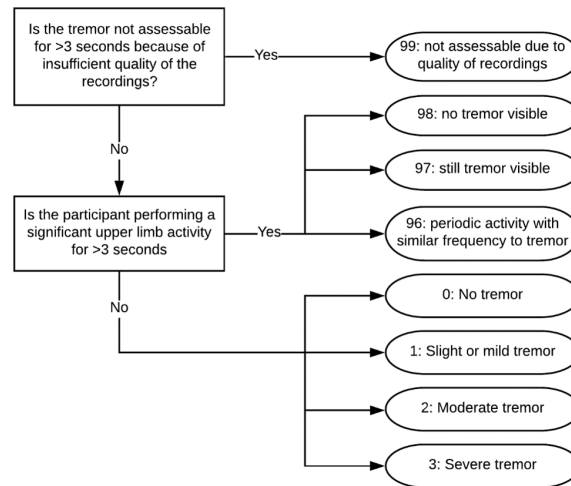 Is the tremor not assessable
for >3 seconds because of
insufficient quality of the
recordings?
Yes
99: not assessable due to
quality of recordings
98: no tremor visible
No
97: still tremor visible
Is the participant performing a
significant upper limb activity
for >3 seconds
Yes
96: periodic activity with
similar frequency to tremor
No
0: No tremor
1: Slight or mild tremor
2: Moderate tremor
3: Severe tremor